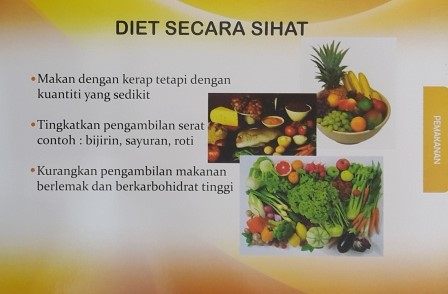 DIET SECARA SIHAT
•Makan dengan kerap tetapi dengan
kuantiti yang sedikit
•Tingkatkan pengambilan serat
contoh : bijirin, sayuran, roti
•Kurangkan pengambilan makanan
berlemak dan berkarbohidrat tinggi
PEMAKANAN